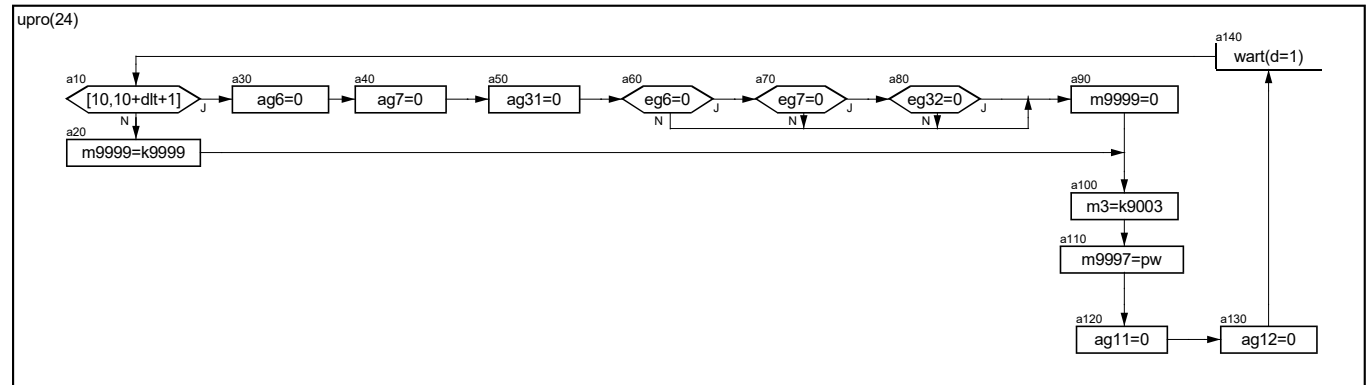 upro(24)
a140
wart(d=1)
a10
a30
a40
a50
a60
a70
a80
a90
[10,10+dlt+1]
J
ag6=0
ag7=0
ag31=0
eg6=0
J
eg7=0
J
eg32=0
J
m9999=0
N
N
N
N
a20
m9999=k9999
a100
m3=k9003
a110
m9997=pw
a120
a130
ag11=0
ag12=0